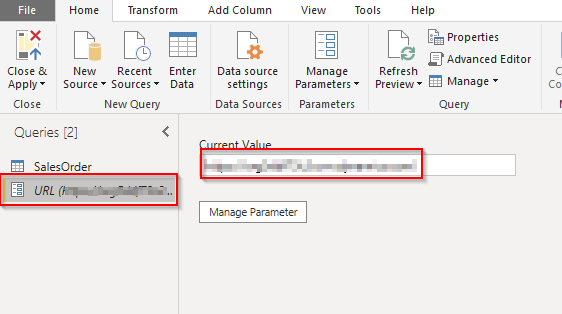 File Home Transform Add Column View Tools Help
Close & Apply
New Source
Recent Sources
Enter Data
Data source settings
Manage Parameters
Refresh Preview
Properties
Advanced Editor
Manage
Close New Query Data Sources Parameters Query
Queries [2]
SalesOrder
URL
Current Value
Manage Parameter